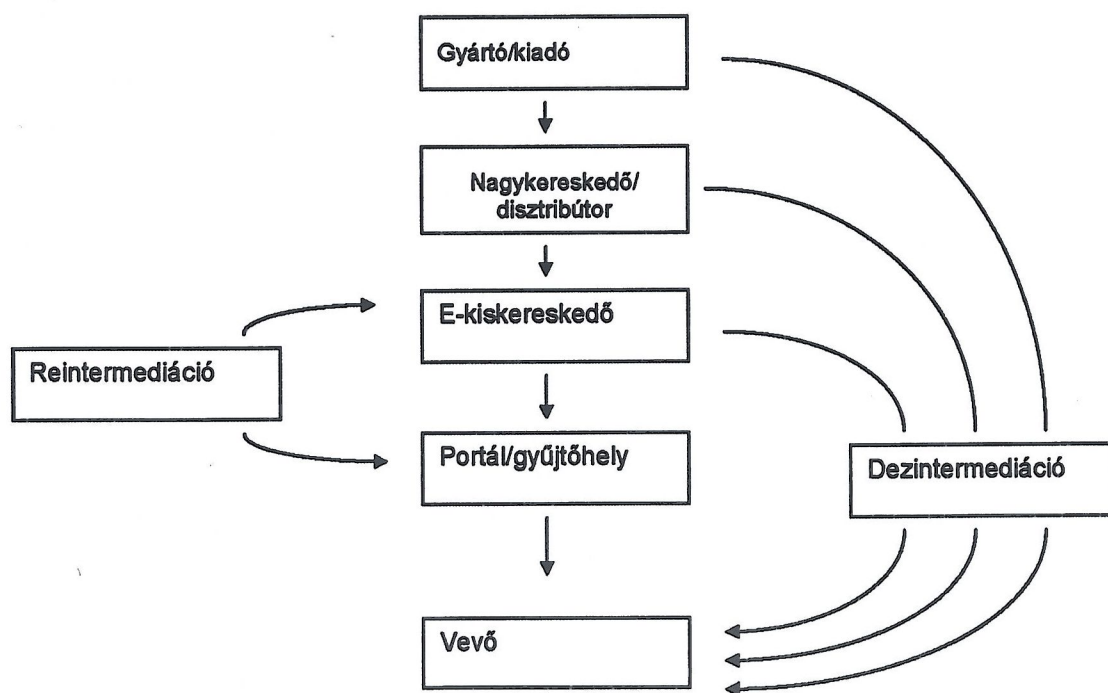 Gyártó/kiadó
Nagykereskedő/
disztribútor
E-kiskereskedő
Reintermediáció
Portál/gyűjtőhely
Dezintermediáció
Vevő